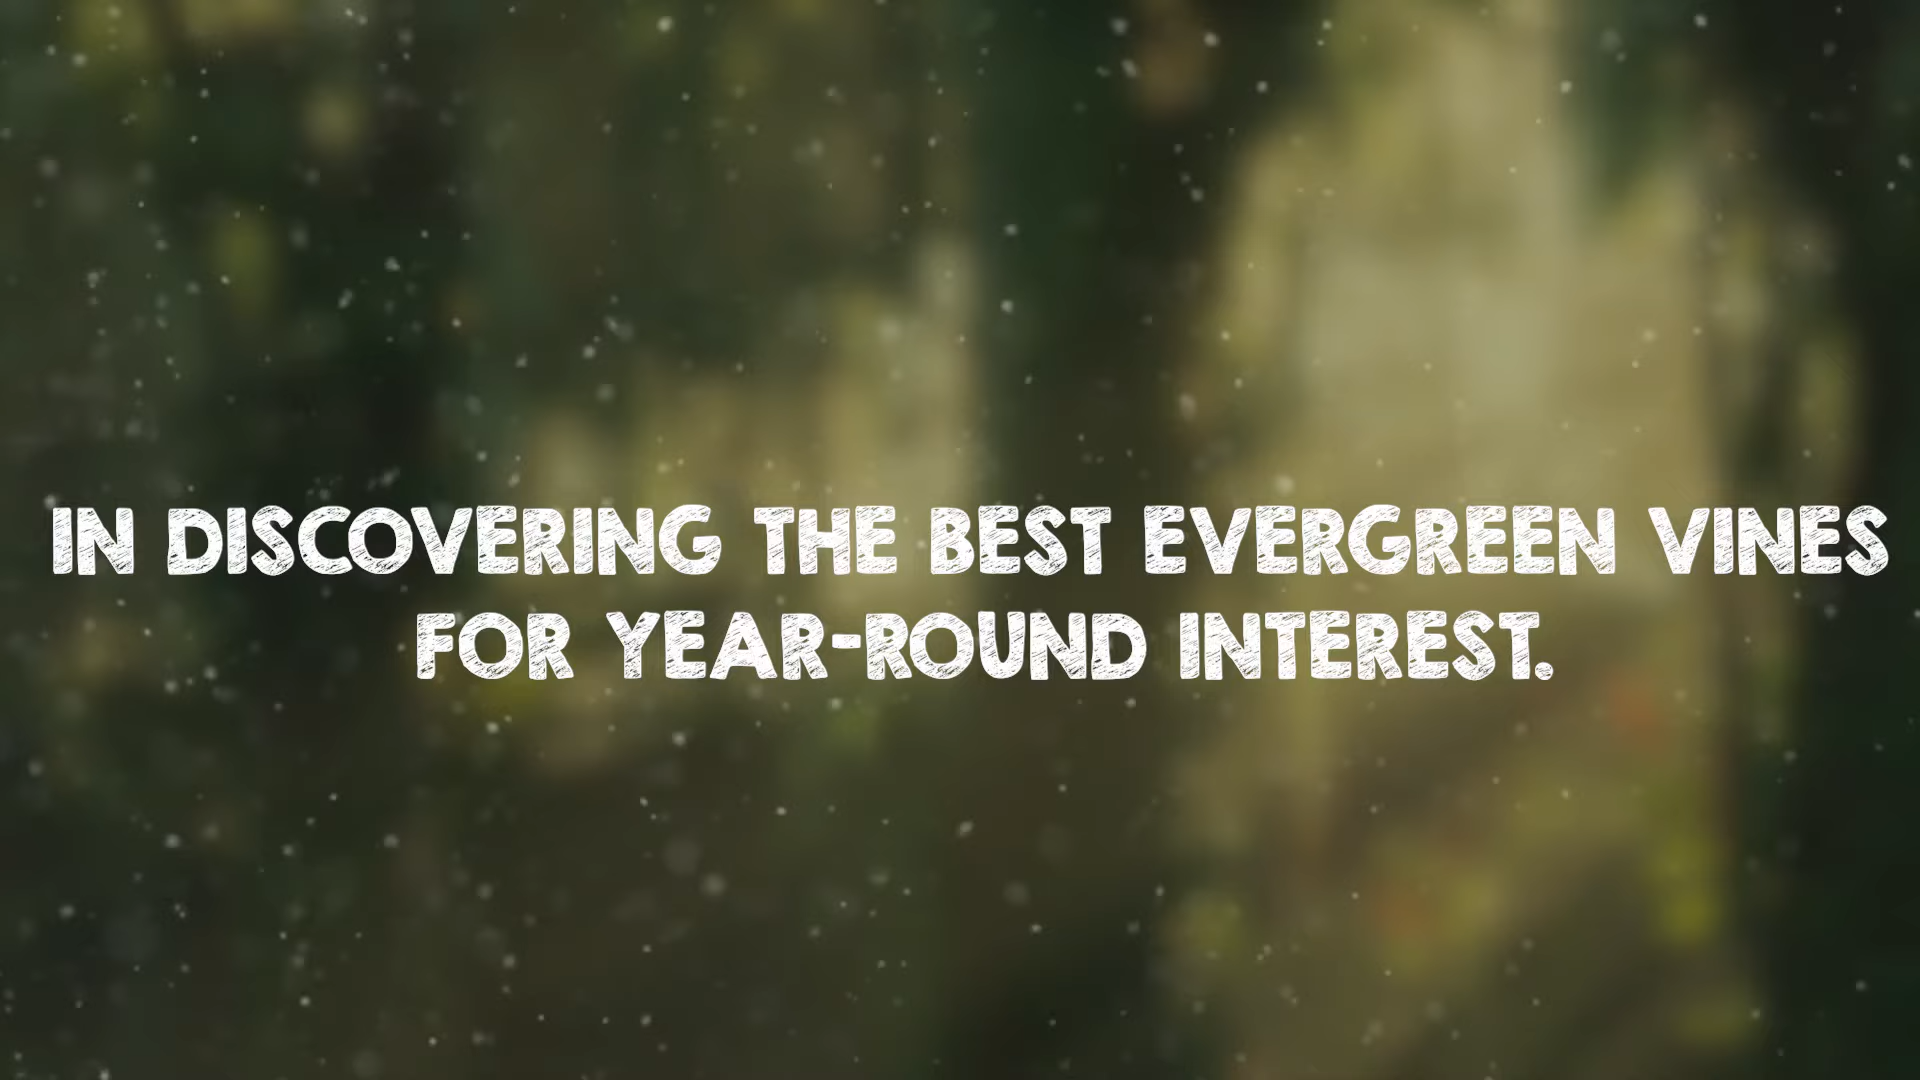 IN DISCOVERING THE BEST EVERGREEN VINES
FOR YEAR-ROUND INTEREST.